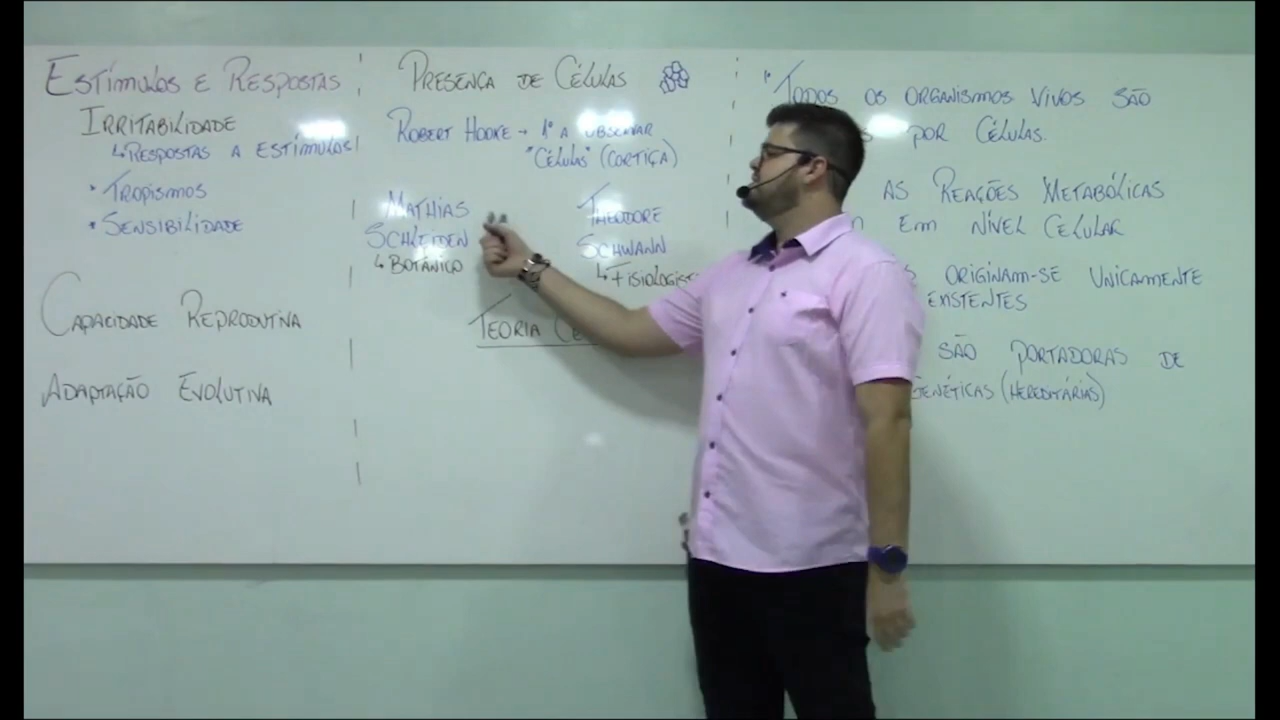 Estímulos e Respostas
Irritabilidade
↳ Respostas a estímulos
• Tropismos
• Sensibilidade
Capacidade Reprodutiva
Adaptação Evolutiva
Presença de Células
Robert Hooke → 1º a observar
"Células" (cortiça)
Mathias
Schleiden
↳ Botânico
Theodore
Schwann
↳ Fisiologis
Teoria
1º Todos os organismos vivos são
por células.
as Reações Metabólicas
em nível celular
originam-se unicamente
existentes
são portadoras de
genéticas (hereditárias)